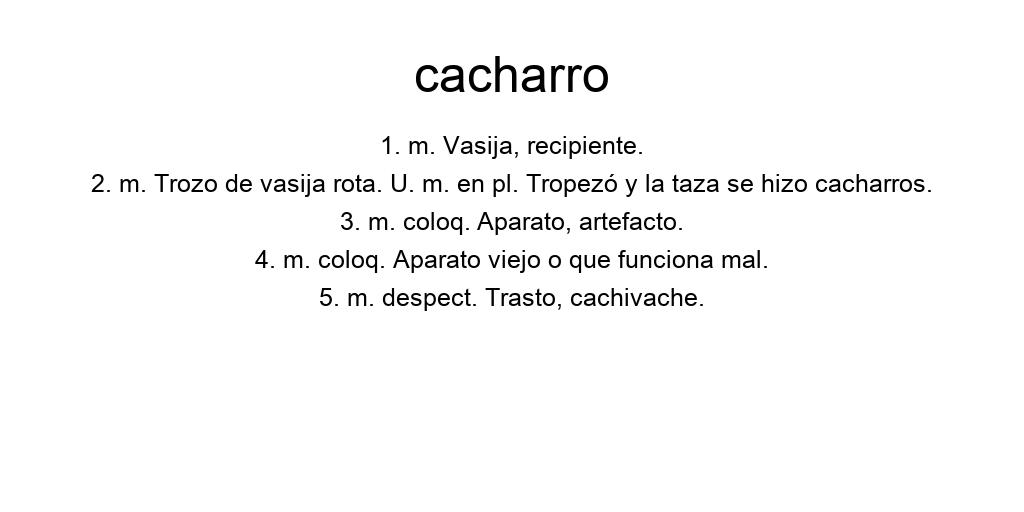 cacharro
1. m. Vasija, recipiente.
2. m. Trozo de vasija rota. U. m. en pl. Tropezó y la taza se hizo cacharros.
3. m. coloq. Aparato, artefacto.
4. m. coloq. Aparato viejo o que funciona mal.
5. m. despect. Trasto, cachivache.